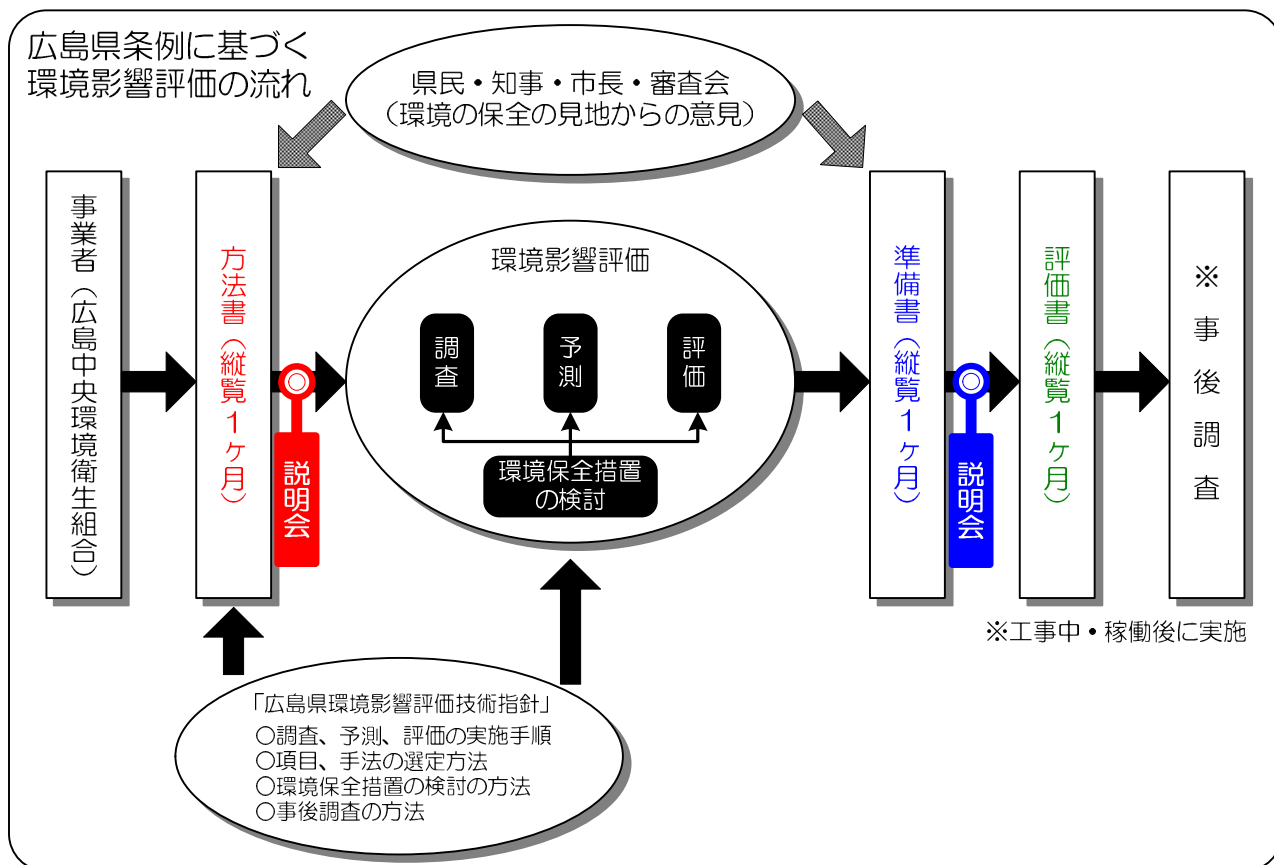 広島県条例に基づく
環境影響評価の流れ
県民・知事・市長・審査会
（環境の保全の見地からの意見）
事業者（広島中央環境衛生組合）
方法書（縦覧１ヶ月）
説明会
環境影響評価
調査
予測
評価
環境保全措置
の検討
準備書（縦覧１ヶ月）
説明会
評価書（縦覧１ヶ月）
※事後調査
※工事中・稼働後に実施
「広島県環境影響評価技術指針」
○調査、予測、評価の実施手順
○項目、手法の選定方法
○環境保全措置の検討の方法
○事後調査の方法